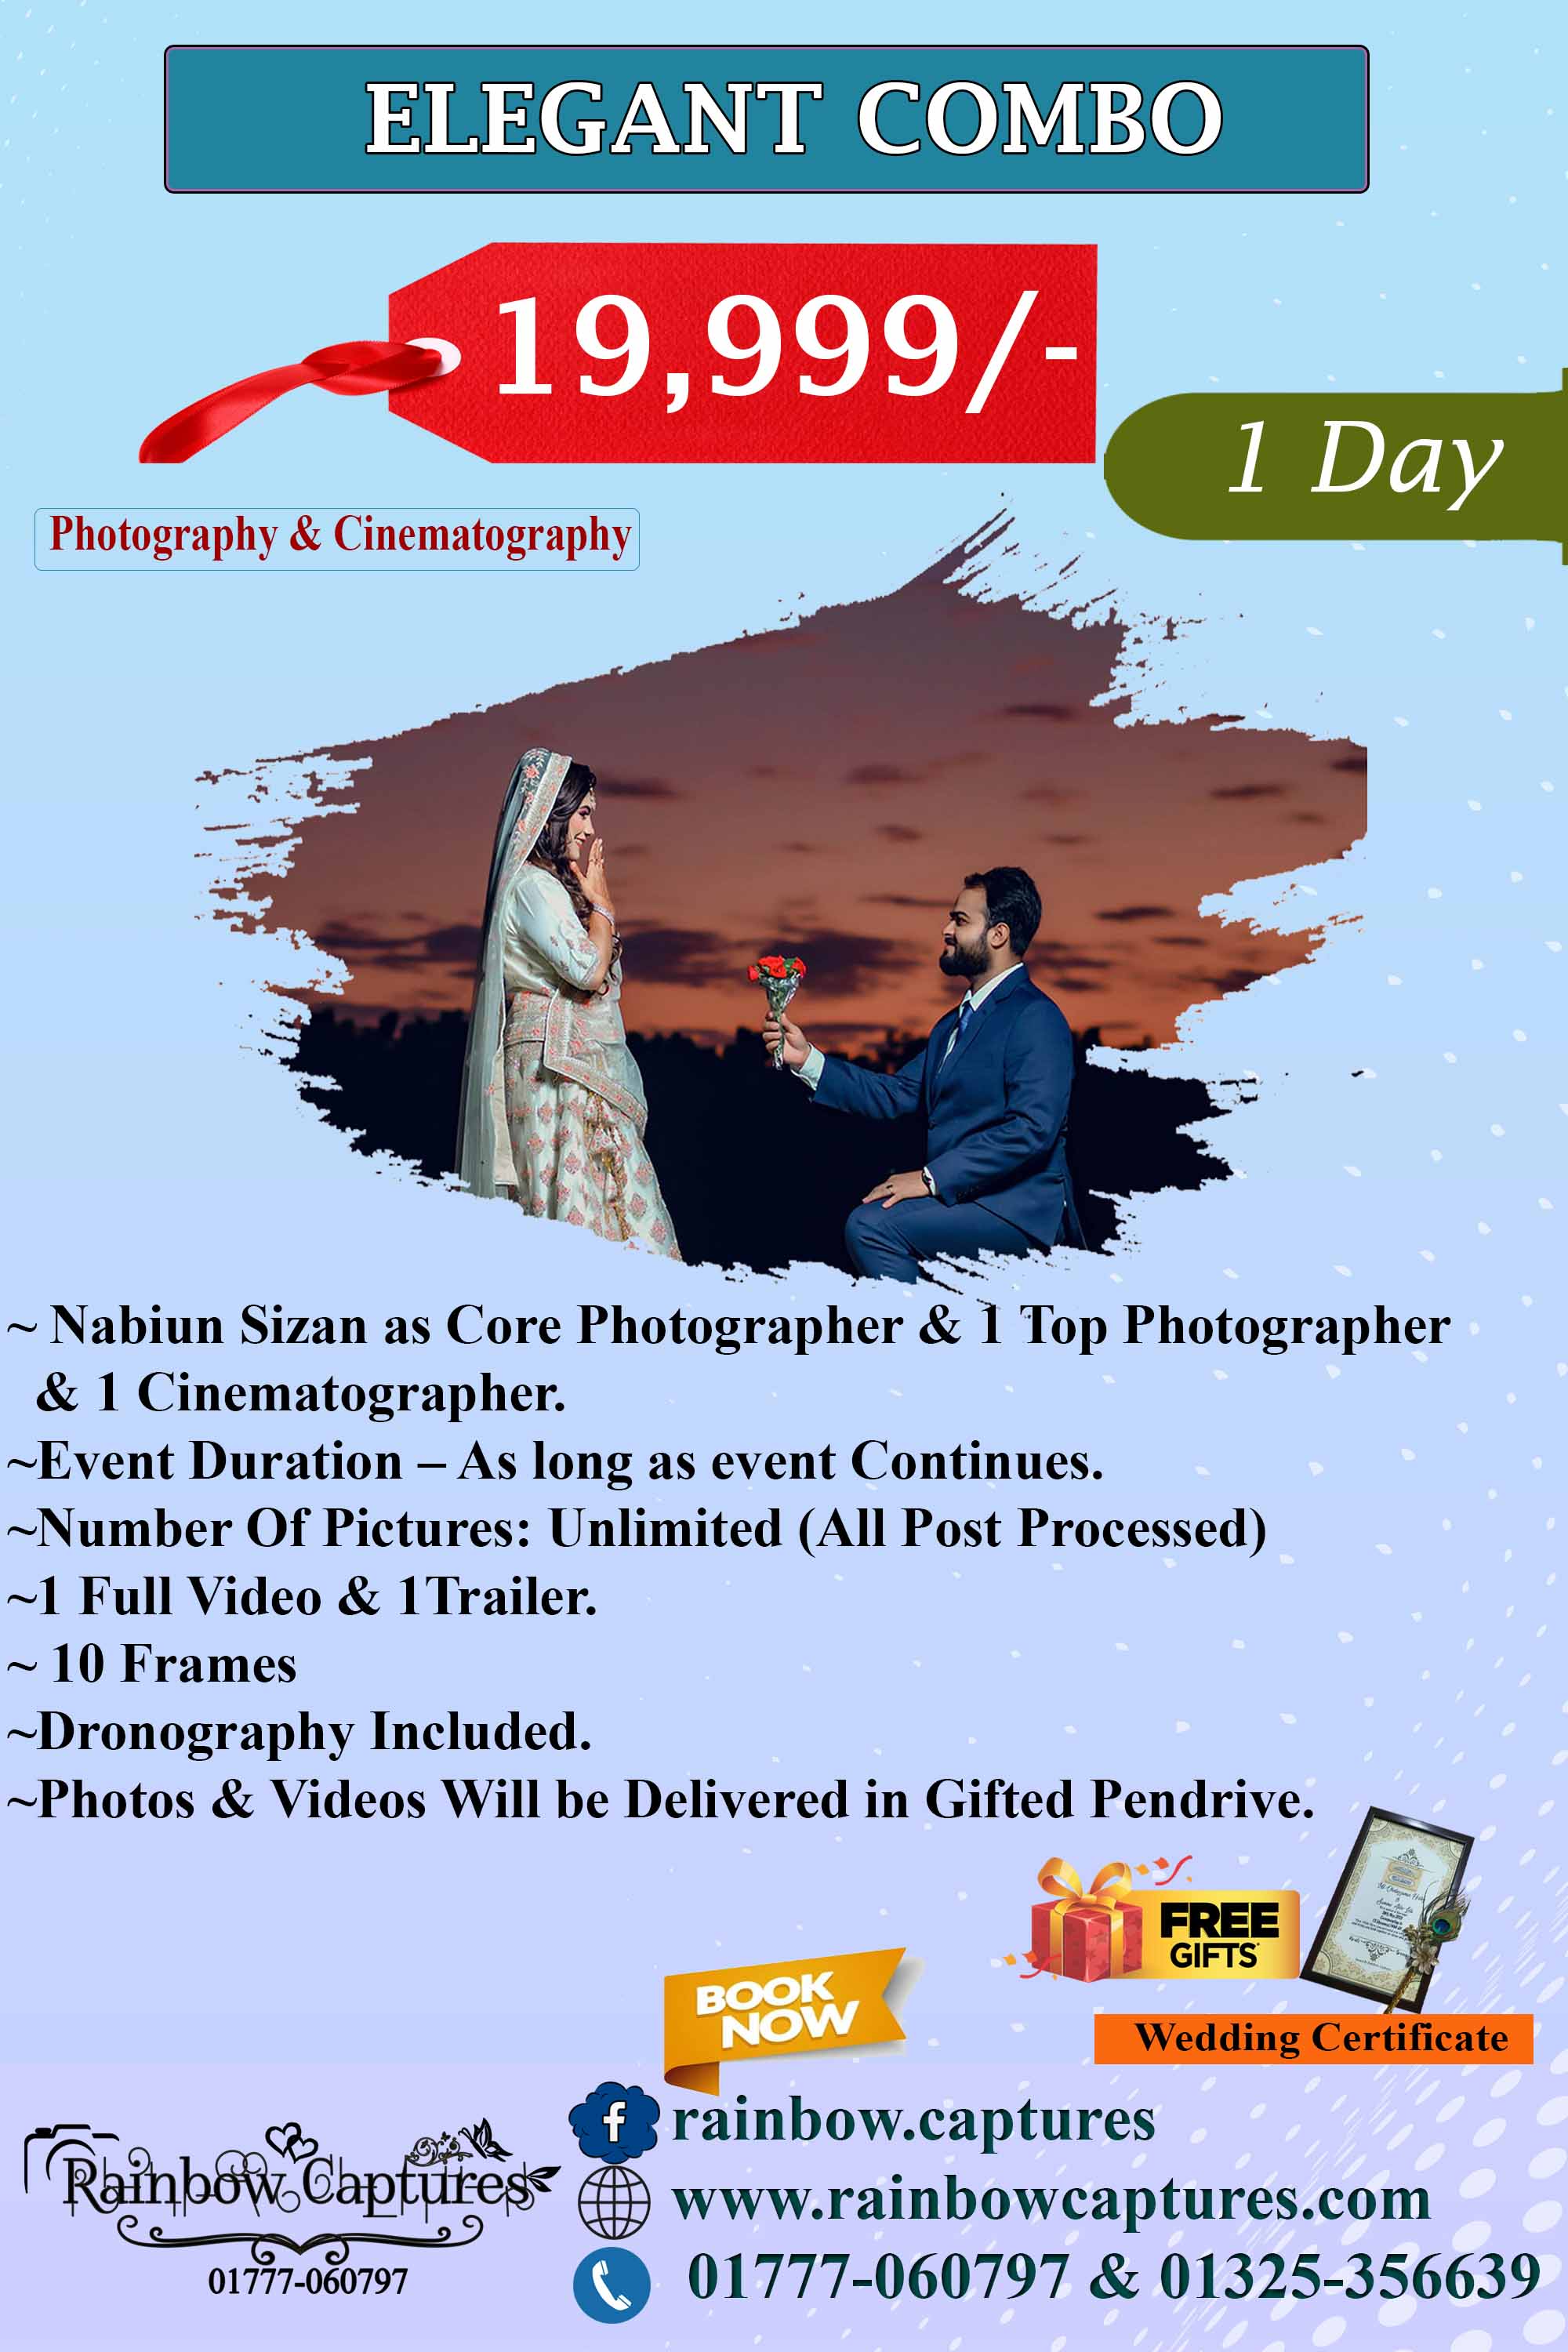 ELEGANT COMBO
19,999/-
1 Day
Photography & Cinematography
~ Nabiun Sizan as Core Photographer & 1 Top Photographer
& 1 Cinematographer.
~Event Duration – As long as event Continues.
~Number Of Pictures: Unlimited (All Post Processed)
~1 Full Video & 1Trailer.
~ 10 Frames
~Dronography Included.
~Photos & Videos Will be Delivered in Gifted Pendrive.
FREE
GIFTS
BOOK
NOW
Wedding Certificate
f rainbow.captures
Rainbow Captures
www.rainbowcaptures.com
01777-060797
01777-060797 & 01325-356639